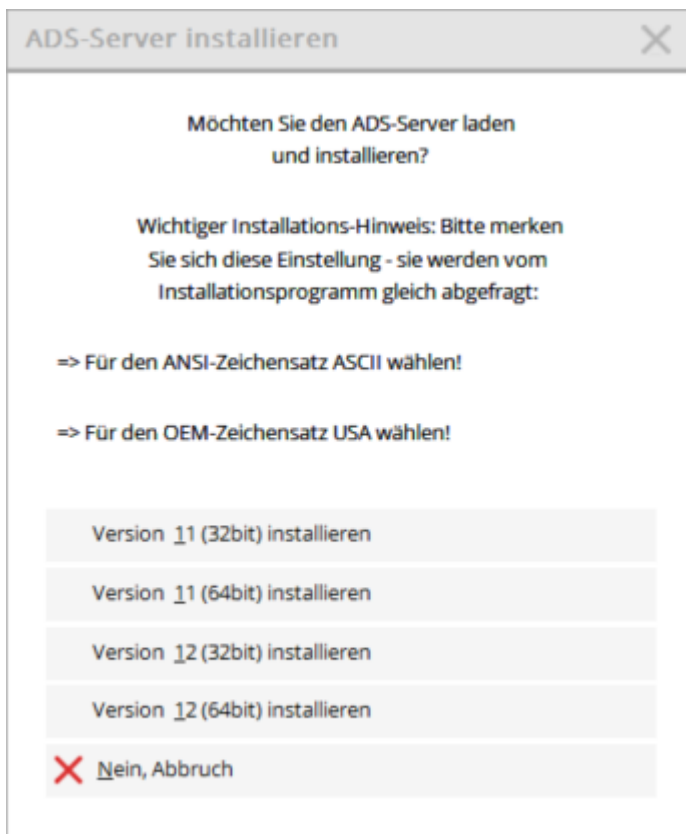 ADS-Server installieren
Möchten Sie den ADS-Server laden
und installieren?
Wichtiger Installations-Hinweis: Bitte merken
Sie sich diese Einstellung - sie werden vom
Installationsprogramm gleich abgefragt:
=> Für den ANSI-Zeichensatz ASCII wählen!
=> Für den OEM-Zeichensatz USA wählen!
Version 11 (32bit) installieren
Version 11 (64bit) installieren
Version 12 (32bit) installieren
Version 12 (64bit) installieren
Nein, Abbruch